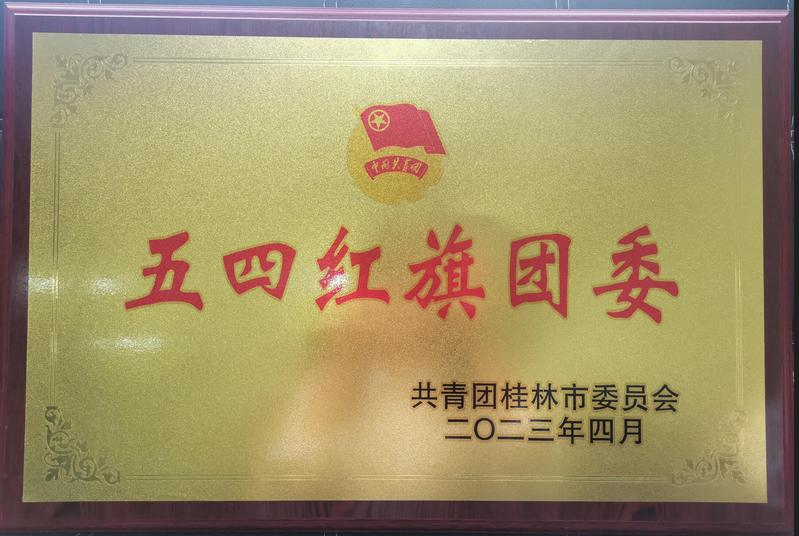 中国共青团
五四红旗团委
共青团桂林市委员会
二〇二三年四月